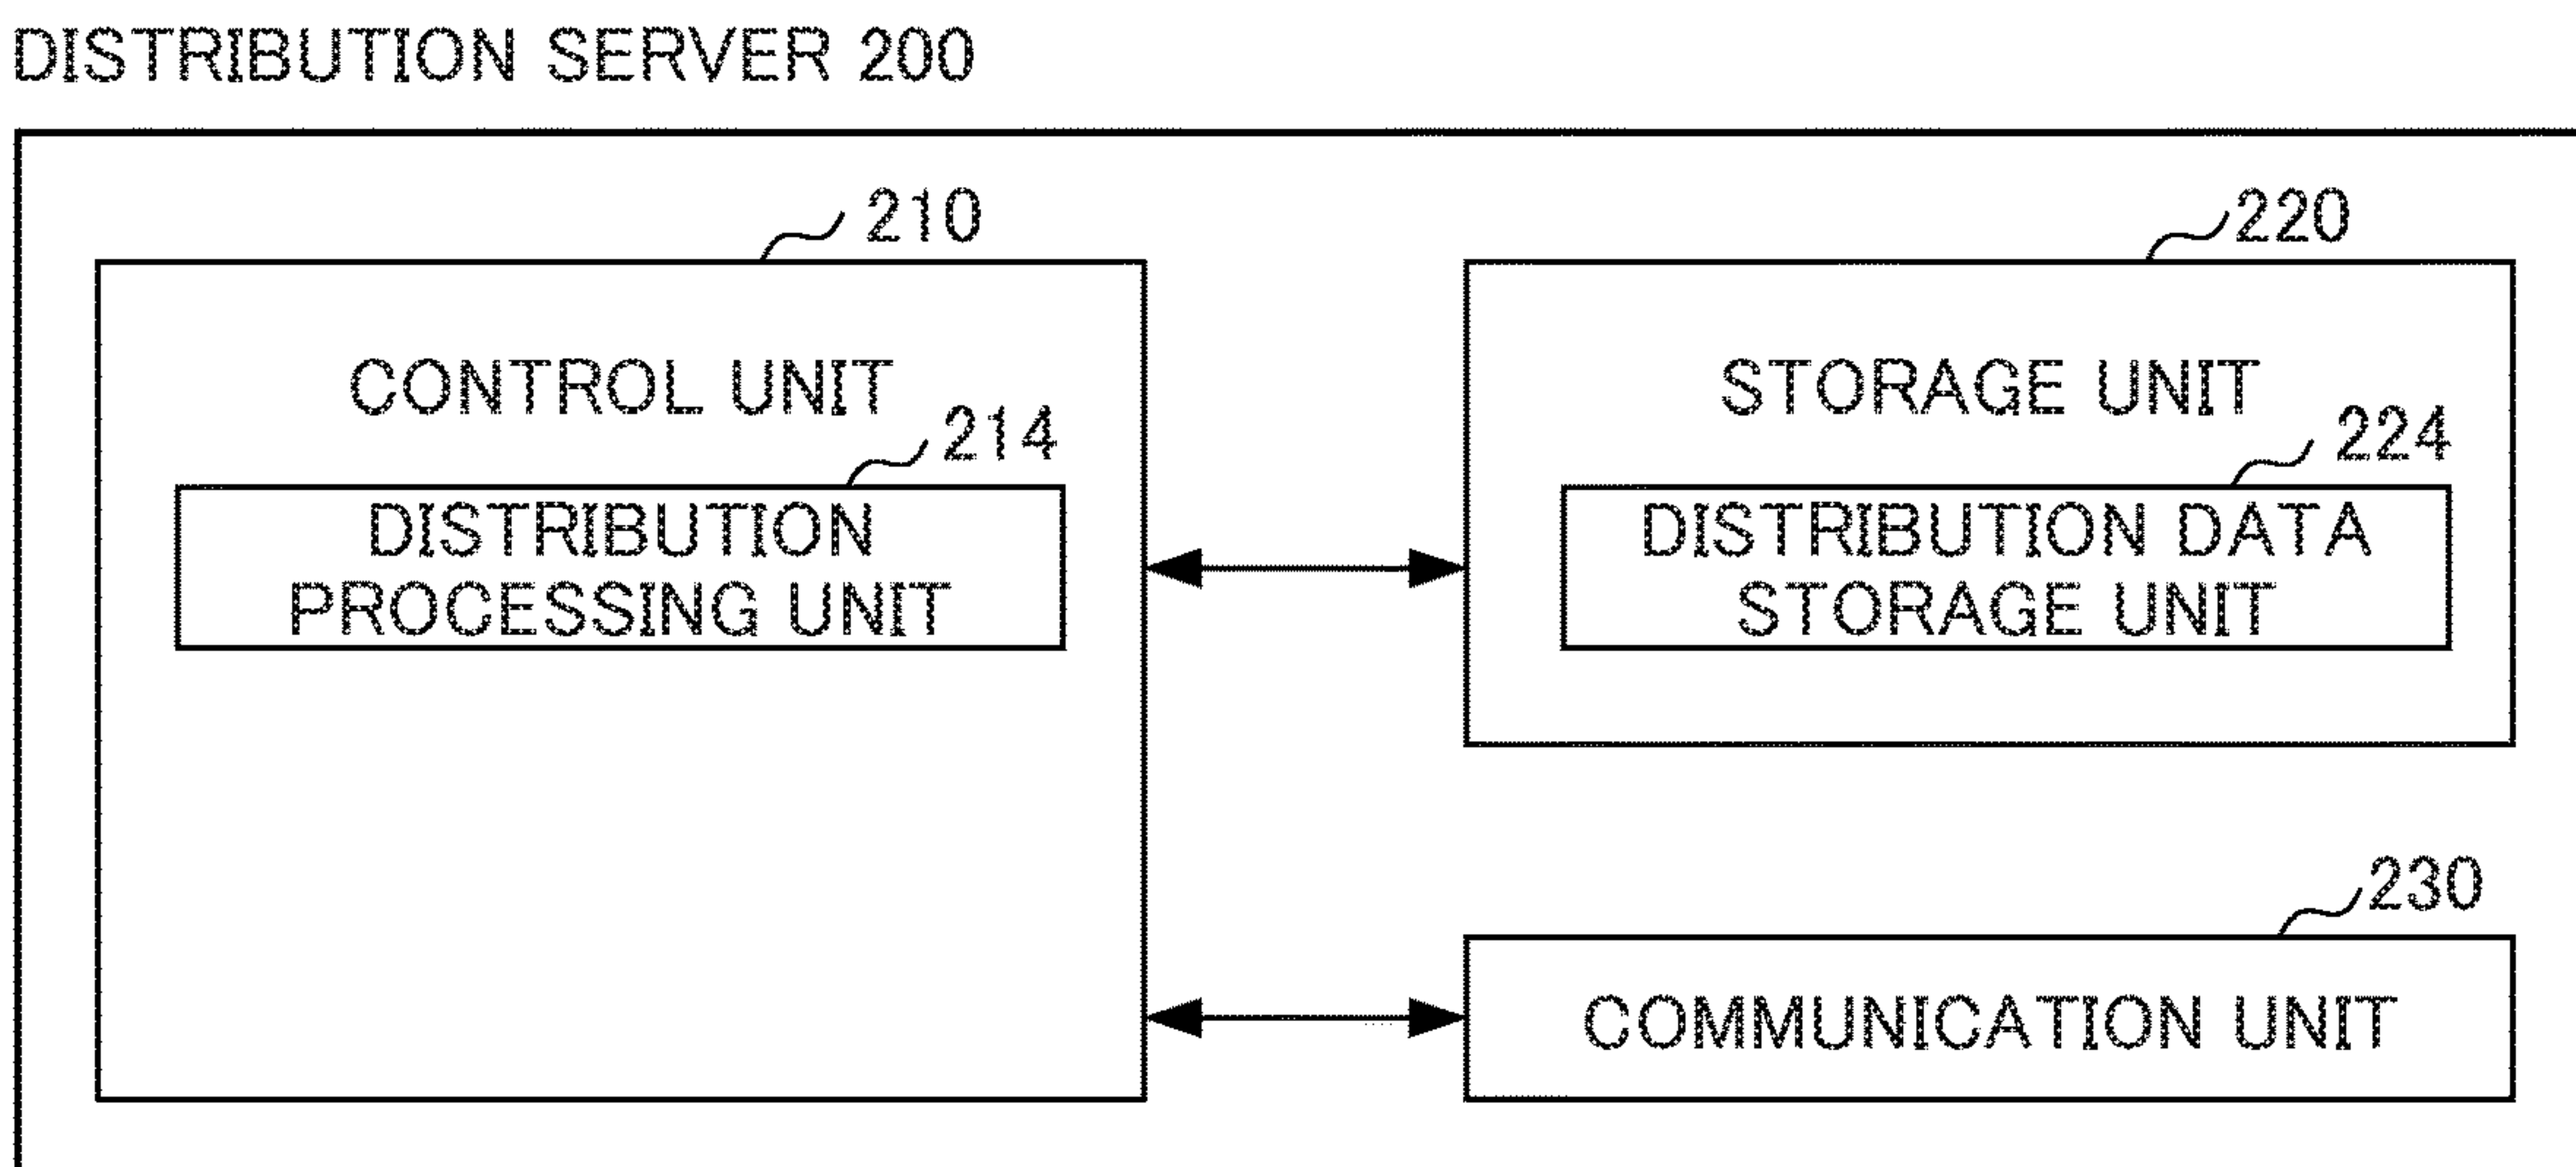 DISTRIBUTION SERVER 200
210
CONTROL UNIT
214
DISTRIBUTION
PROCESSING UNIT
220
STORAGE UNIT
224
DISTRIBUTION DATA
STORAGE UNIT
230
COMMUNICATION UNIT